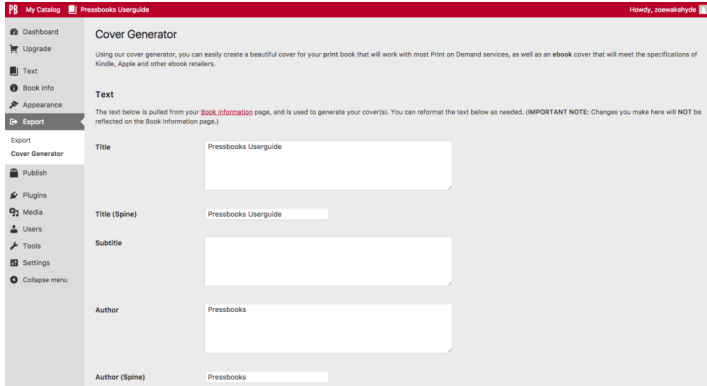 PB My Catalog Pressbooks Userguide Howdy, zoewakehyde
Dashboard
Upgrade
Text
Book Info
Appearance
Export
Export
Cover Generator
Publish
Plugins
Media
Users
Tools
Settings
Collapse menu
Cover Generator
Using our cover generator, you can easily create a beautiful cover for your print book that will work with most Print on Demand services, as well as an ebook cover that will meet the specifications of
Kindle, Apple and other ebook retailers.
Text
The text below is pulled from your Book Information page, and is used to generate your cover(s). You can reformat the text below as needed. (IMPORTANT NOTE: Changes you make here will NOT be
reflected on the Book Information page.)
Title Pressbooks Userguide
Title (Spine) Pressbooks Userguide
Subtitle
Author Pressbooks
Author (Spine) Pressbooks